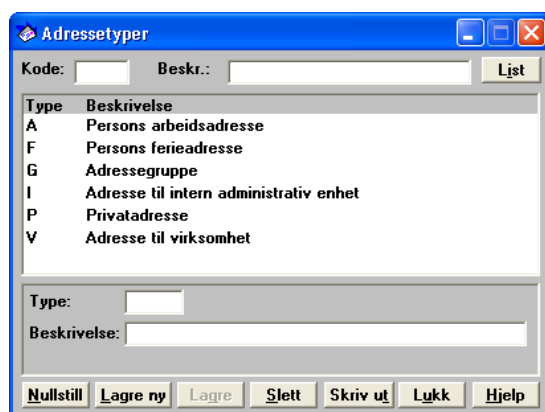 Adressetyper
Kode: Beskr.: List
Type Beskrivelse
A Persons arbeidsadresse
F Persons ferieadresse
G Adressegruppe
I Adresse til intern administrativ enhet
P Privatadresse
V Adresse til virksomhet
Type:
Beskrivelse:
Nullstill Lagre ny Lagre Slett Skriv ut Lukk Hjelp